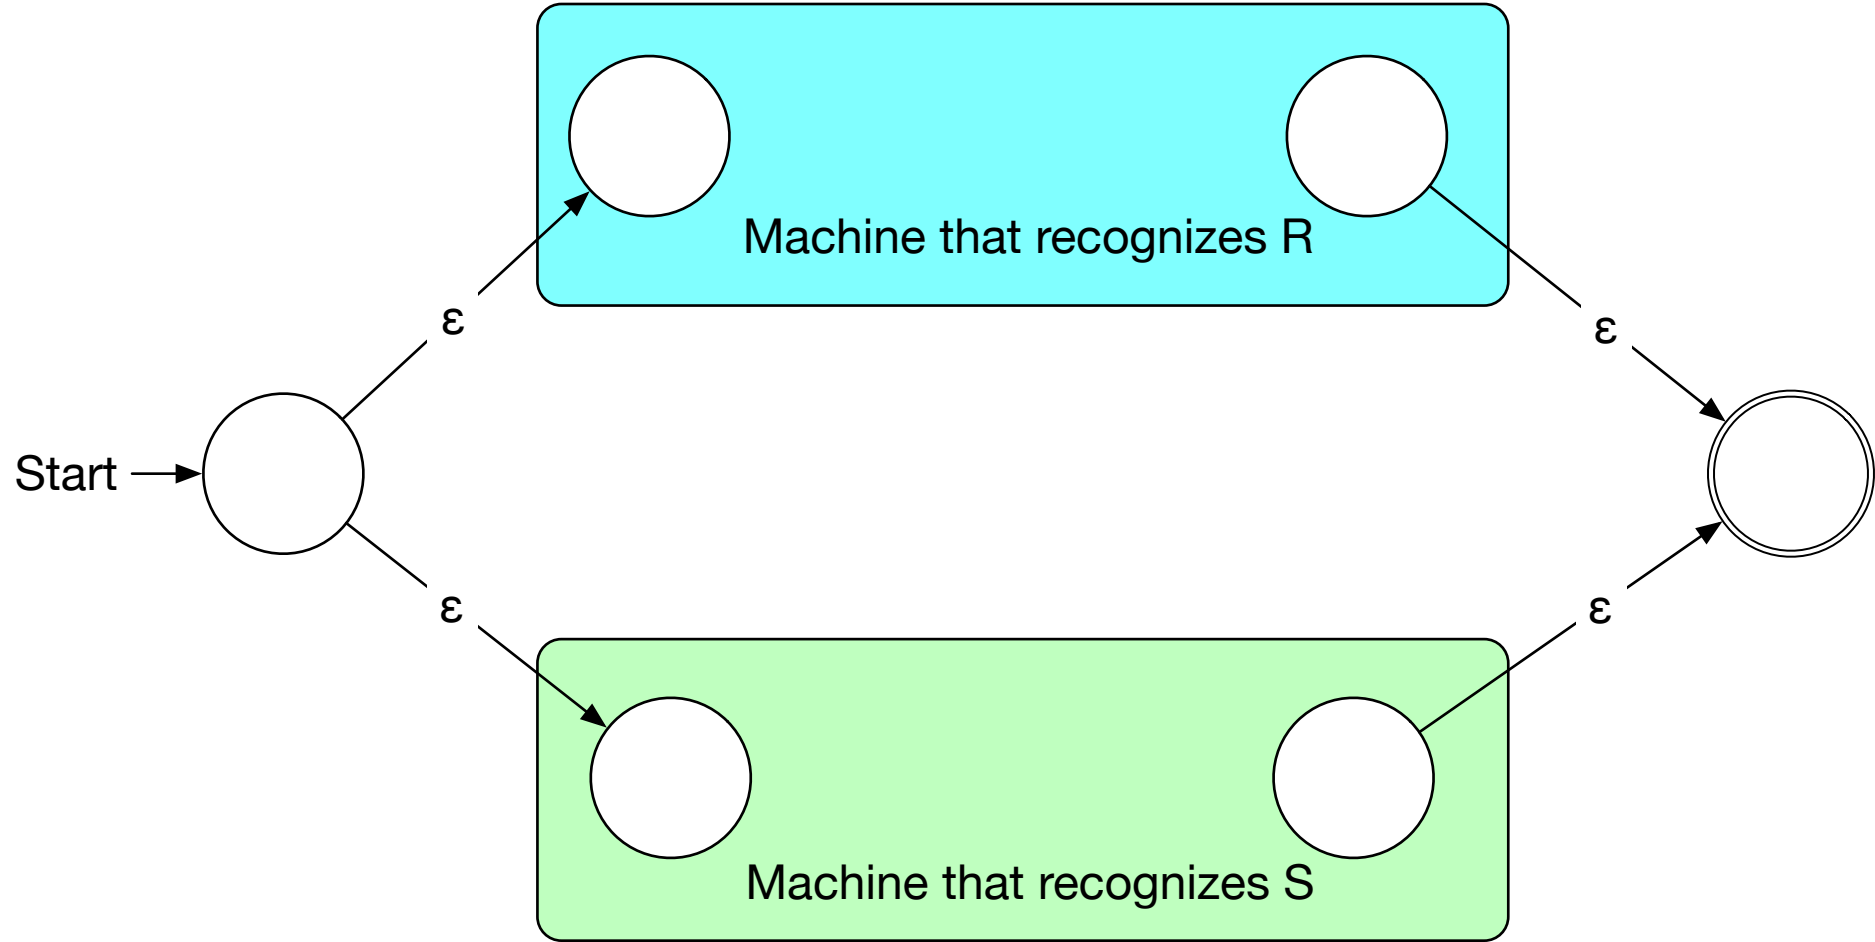 Machine that recognizes R
ε
ε
Start
ε
ε
Machine that recognizes S